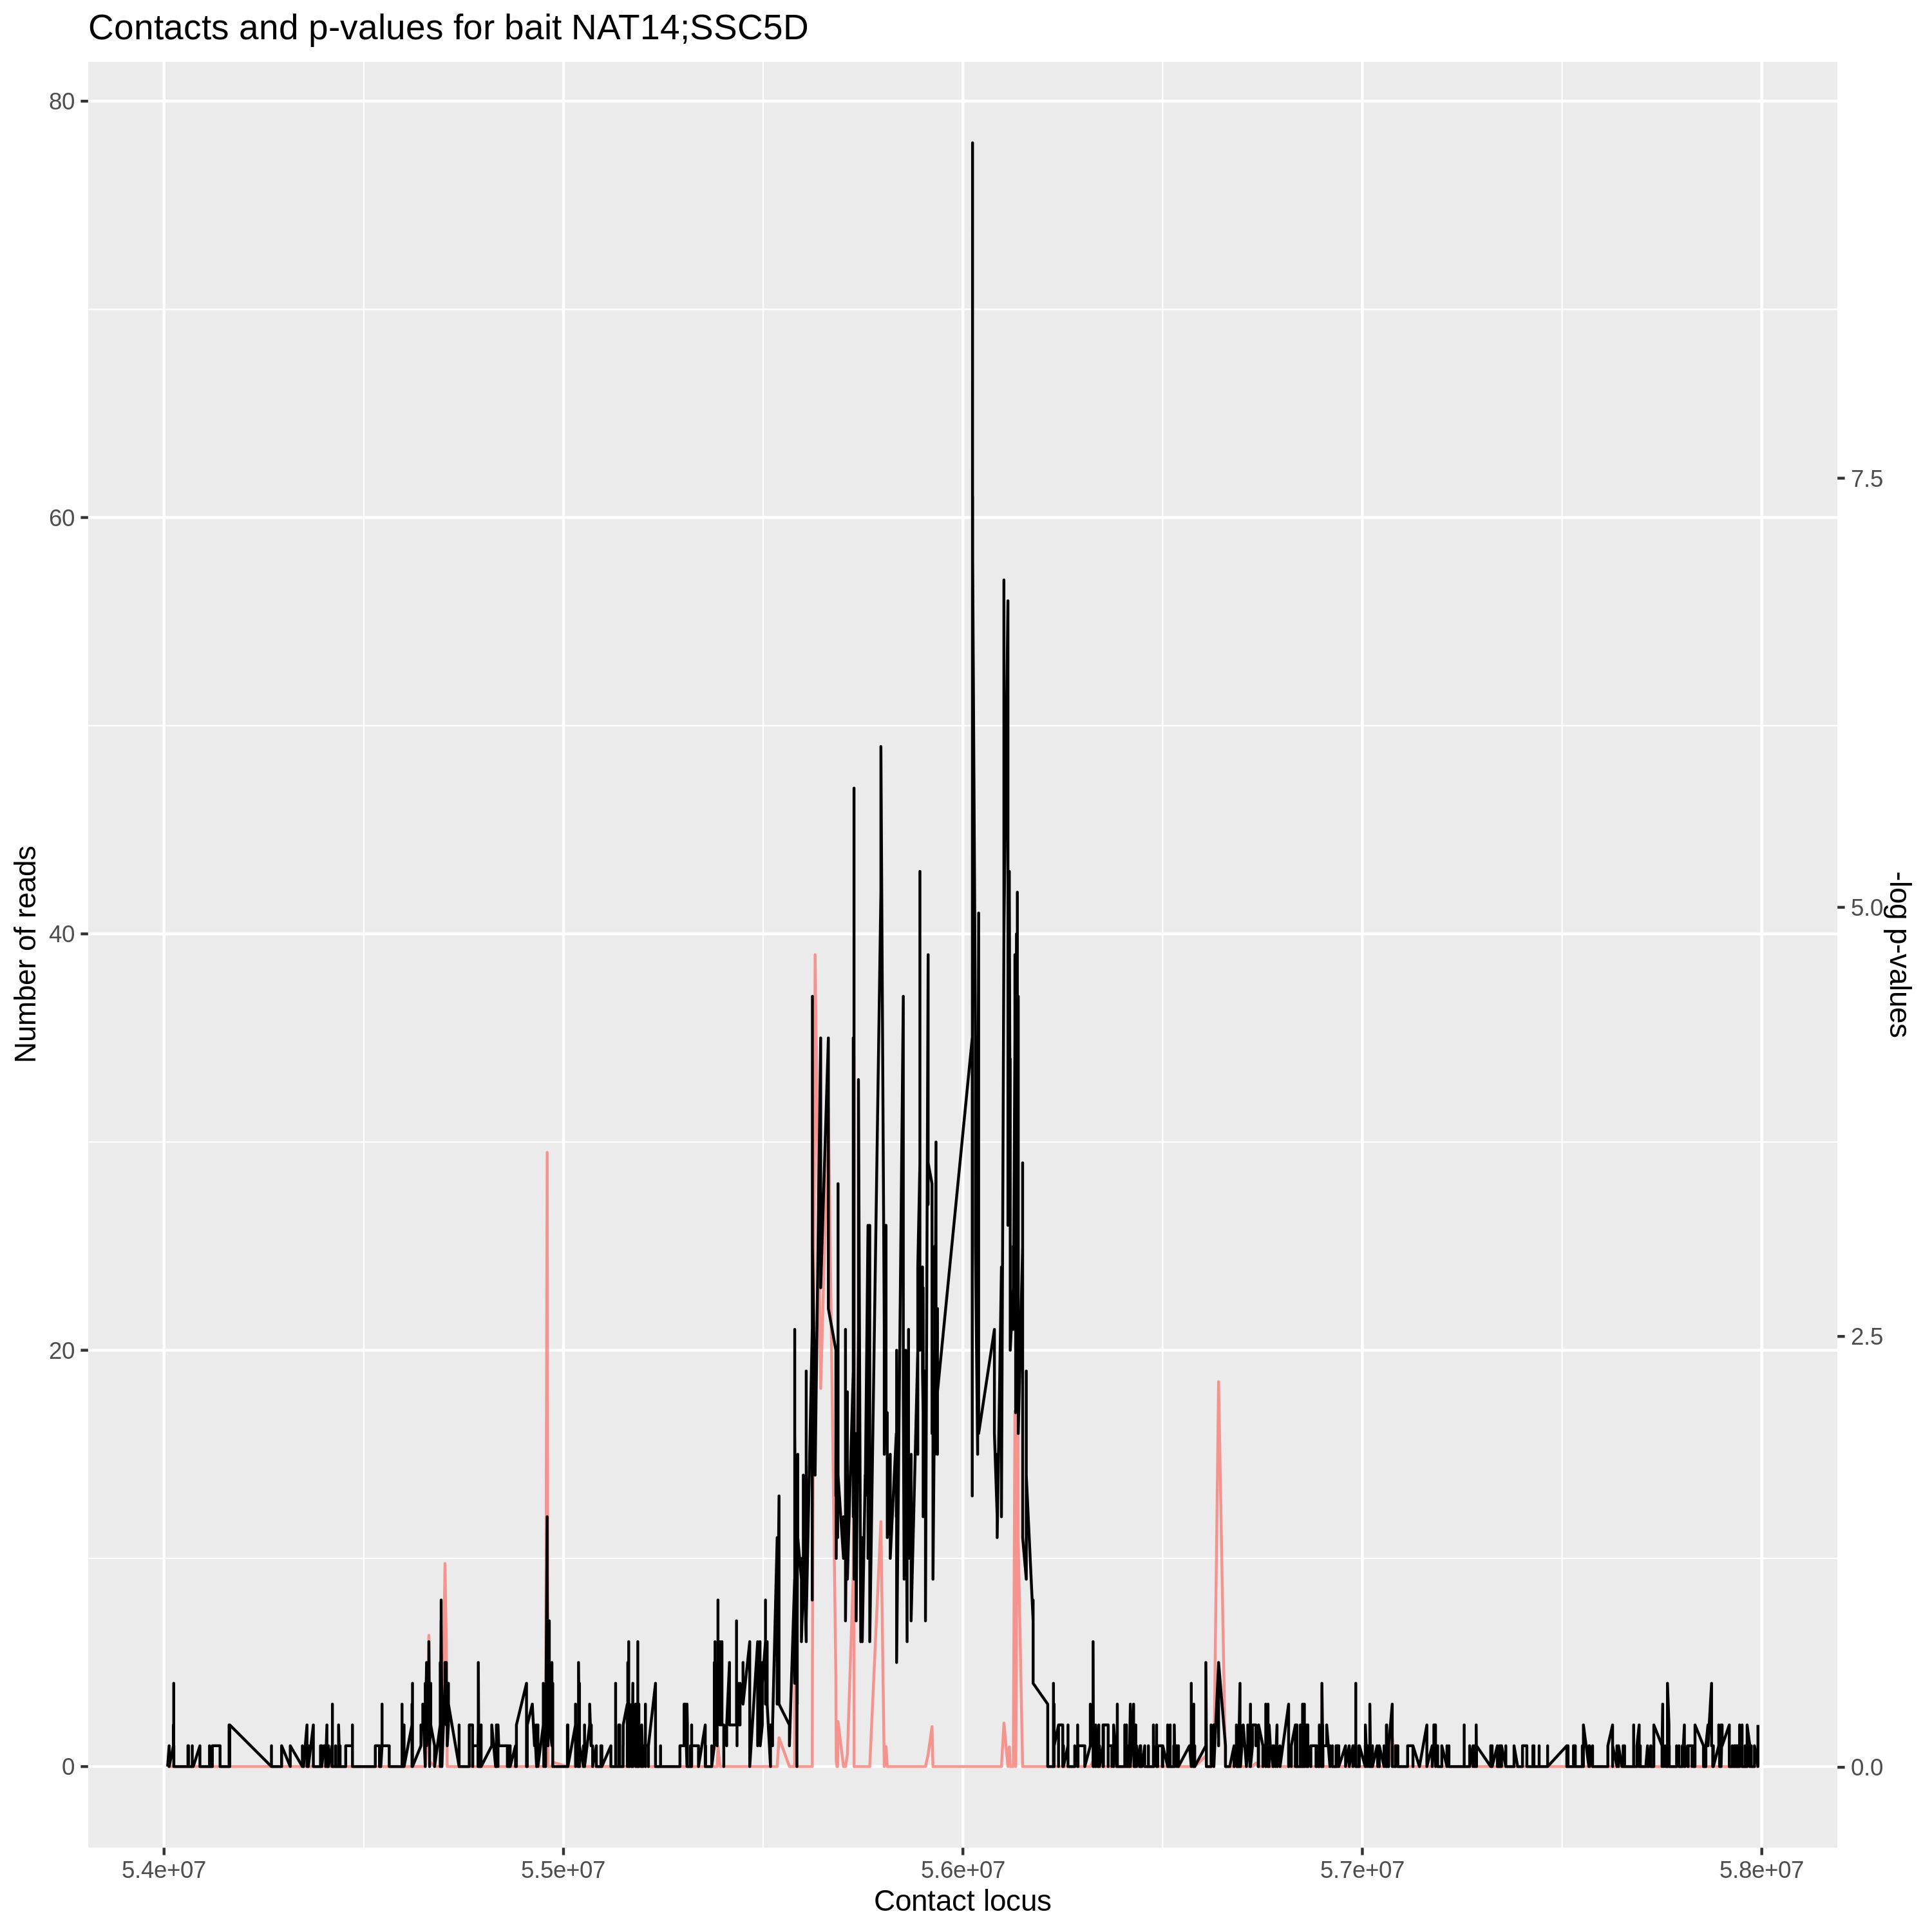 Contacts and p-values for bait NAT14;SSC5D
80
60
40
20
0
Number of reads
7.5
5.0
2.5
0.0
-log p-values
5.4e+07
5.5e+07
5.6e+07
5.7e+07
5.8e+07
Contact locus